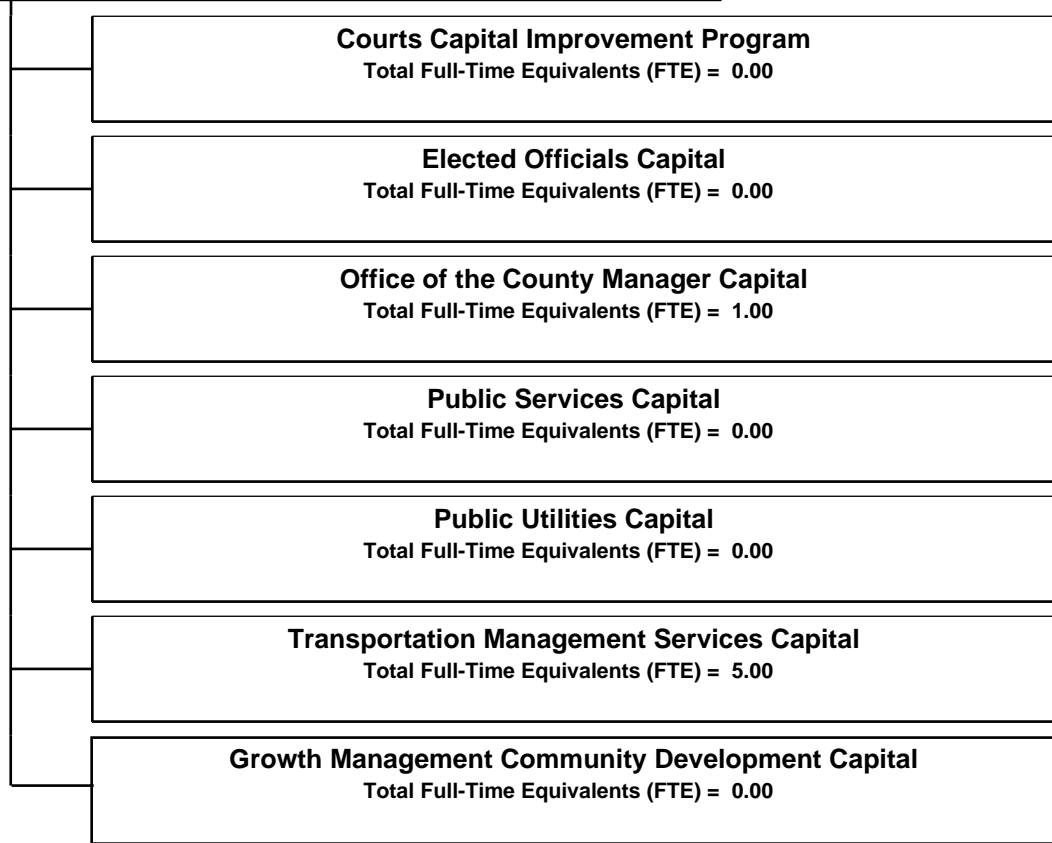 Courts Capital Improvement Program
Total Full-Time Equivalents (FTE) = 0.00
Elected Officials Capital
Total Full-Time Equivalents (FTE) = 0.00
Office of the County Manager Capital
Total Full-Time Equivalents (FTE) = 1.00
Public Services Capital
Total Full-Time Equivalents (FTE) = 0.00
Public Utilities Capital
Total Full-Time Equivalents (FTE) = 0.00
Transportation Management Services Capital
Total Full-Time Equivalents (FTE) = 5.00
Growth Management Community Development Capital
Total Full-Time Equivalents (FTE) = 0.00